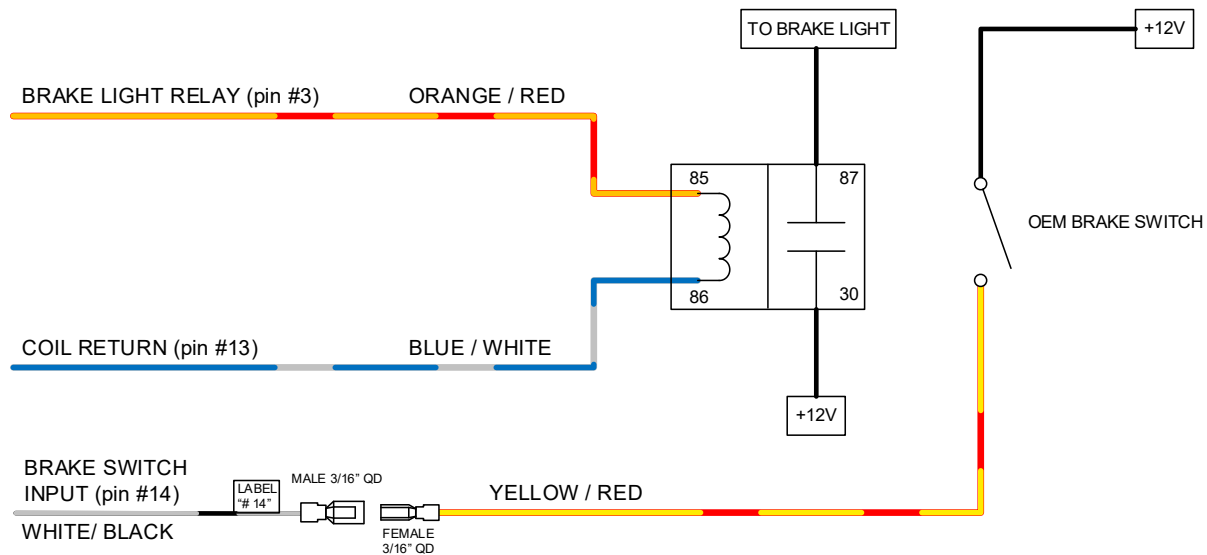 TO BRAKE LIGHT
+12V
BRAKE LIGHT RELAY (pin #3)
ORANGE / RED
85
87
OEM BRAKE SWITCH
86
30
COIL RETURN (pin #13)
BLUE / WHITE
+12V
BRAKE SWITCH
INPUT (pin #14)
WHITE/ BLACK
LABEL
"# 14"
MALE 3/16" QD
FEMALE
3/16" QD
YELLOW / RED